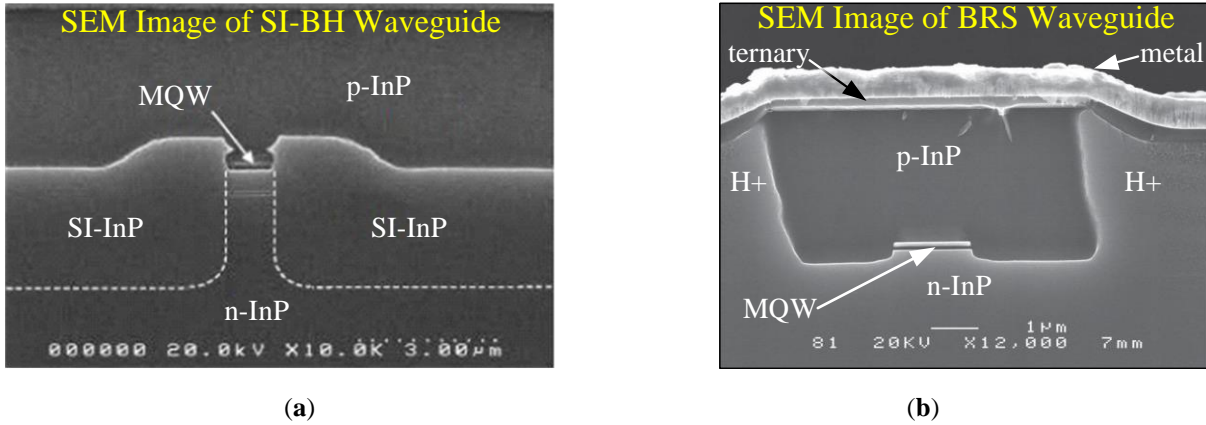 SEM Image of SI-BH Waveguide
MQW
p-InP
SI-InP
SI-InP
n-InP
000000 20.0kV X10.0K 3.00µm
(a)
SEM Image of BRS Waveguide
ternary
metal
p-InP
H+
H+
MQW
n-InP
1µm
81 20KV X12,000 7mm
(b)